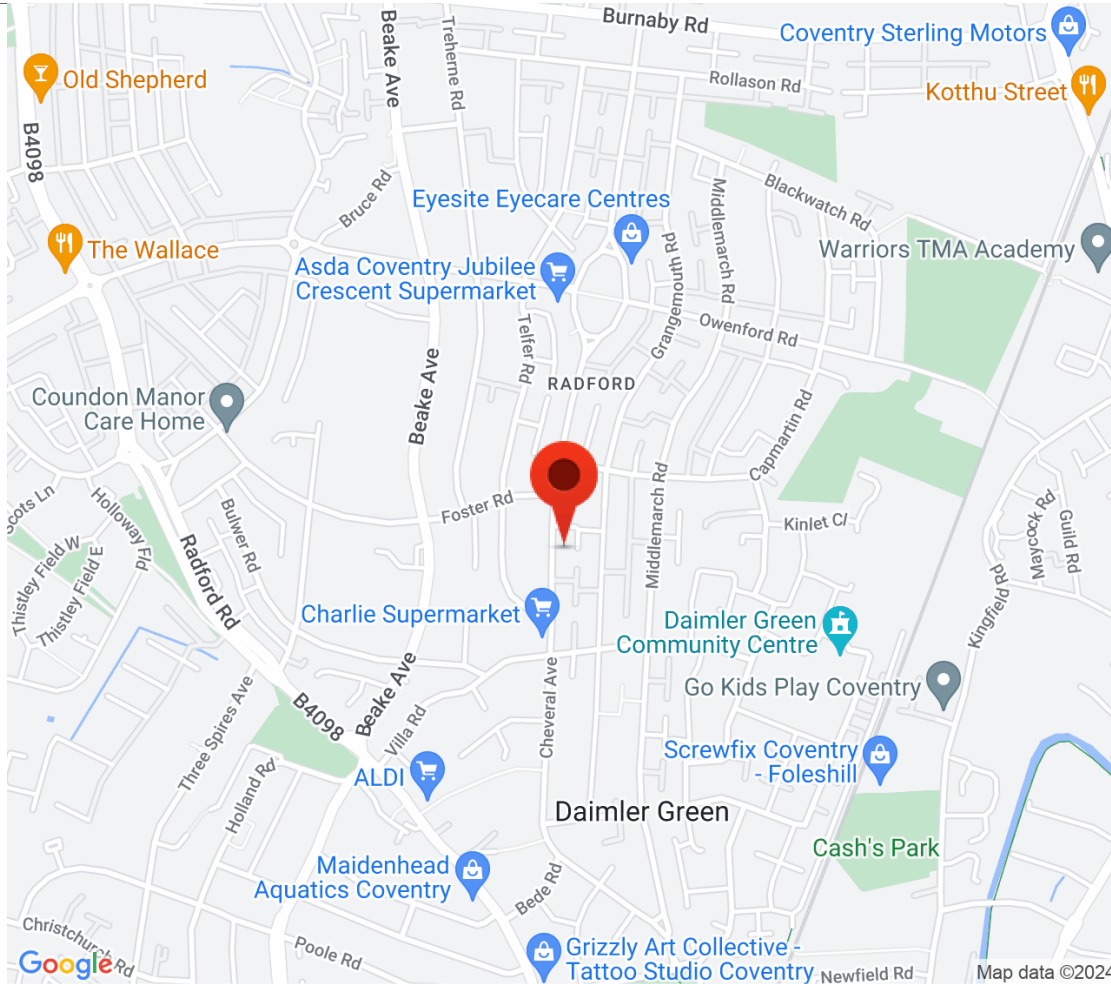 Burnaby Rd
Coventry Sterling Motors
Beake Ave
Treherne Rd
Old Shepherd
Rollason Rd
Kotthu Street
B4098
Bruce Rd
Eyesite Eyecare Centres
Middlemarch Rd
Blackwatch Rd
The Wallace
Warriors TMA Academy
Asda Coventry Jubilee
Crescent Supermarket
Grangemouth Rd
Telfer Rd
Owenford Rd
RADFORD
Beake Ave
Coundon Manor
Care Home
Capmartin Rd
Scots Ln
Holloway Fld
Bulwer Rd
Foster Rd
Middlemarch Rd
Kinlet Cl
Maycock Rd
Guild Rd
Thistley Field W
Thistley Field E
Radford Rd
Kingfield Rd
Charlie Supermarket
Daimler Green
Community Centre
Go Kids Play Coventry
Three Spires Ave
B4098
Beake Ave
Villa Rd
Cheveral Ave
Holland Rd
ALDI
Screwfix Coventry
- Foleshill
Daimler Green
Cash's Park
Maidenhead
Aquatics Coventry
Bede Rd
Christchurch Rd
Poole Rd
Grizzly Art Collective -
Tattoo Studio Coventry
Newfield Rd
Google
Map data ©2024